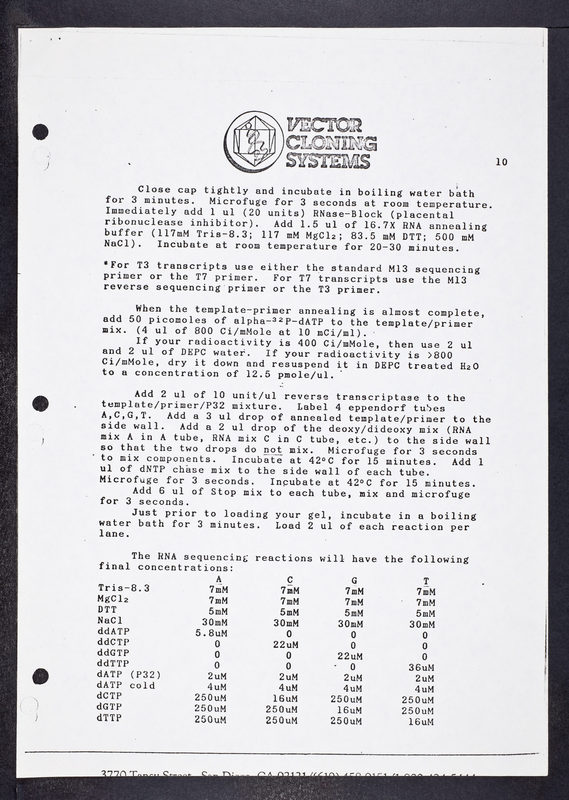 VECTOR
CLONING
SYSTEMS
10
Close cap tightly and incubate in boiling water bath
for 3 minutes. Microfuge for 3 seconds at room temperature.
Immediately add 1 ul (20 units) RNase-Block (placental
ribonuclease inhibitor). Add 1.5 ul of 16.7X RNA annealing
buffer (117mM Tris-8.3; 117 mM MgCl₂; 83.5 mM DTT; 500 mM
NaCl). Incubate at room temperature for 20-30 minutes.
*For T3 transcripts use either the standard M13 sequencing
primer or the T7 primer. For T7 transcripts use the M13
reverse sequencing primer or the T3 primer.
When the template-primer annealing is almost complete,
add 50 picomoles of alpha-³²P-dATP to the template/primer
mix. (4 ul of 800 Ci/mMole at 10 mCi/ml).
If your radioactivity is 400 Ci/mMole, then use 2 ul
and 2 ul of DEPC water. If your radioactivity is >800
Ci/mMole, dry it down and resuspend it in DEPC treated H₂O
to a concentration of 12.5 pmole/ul.
Add 2 ul of 10 unit/ul reverse transcriptase to the
template/primer/P32 mixture. Label 4 eppendorf tubes
A,C,G,T. Add a 3 ul drop of annealed template/primer to the
side wall. Add a 2 ul drop of the deoxy/dideoxy mix (RNA
mix A in A tube, RNA mix C in C tube, etc.) to the side wall
so that the two drops do not mix. Microfuge for 3 seconds
to mix components. Incubate at 42°C for 15 minutes. Add 1
ul of dNTP chase mix to the side wall of each tube.
Microfuge for 3 seconds. Incubate at 42°C for 15 minutes.
Add 6 ul of Stop mix to each tube, mix and microfuge
for 3 seconds.
Just prior to loading your gel, incubate in a boiling
water bath for 3 minutes. Load 2 ul of each reaction per
lane.
The RNA sequencing reactions will have the following
final concentrations:
A C G T
Tris-8.3 7mM 7mM 7mM 7mM
MgCl₂ 7mM 7mM 7mM 7mM
DTT 5mM 5mM 5mM 5mM
NaCl 30mM 30mM 30mM 30mM
ddATP 5.8uM 0 0 0
ddCTP 0 22uM 0 0
ddGTP 0 0 22uM 0
ddTTP 0 0 0 36uM
dATP (P32) 2uM 2uM 2uM 2uM
dATP cold 4uM 4uM 4uM 4uM
dCTP 250uM 16uM 250uM 250uM
dGTP 250uM 250uM 16uM 250uM
dTTP 250uM 250uM 250uM 16uM